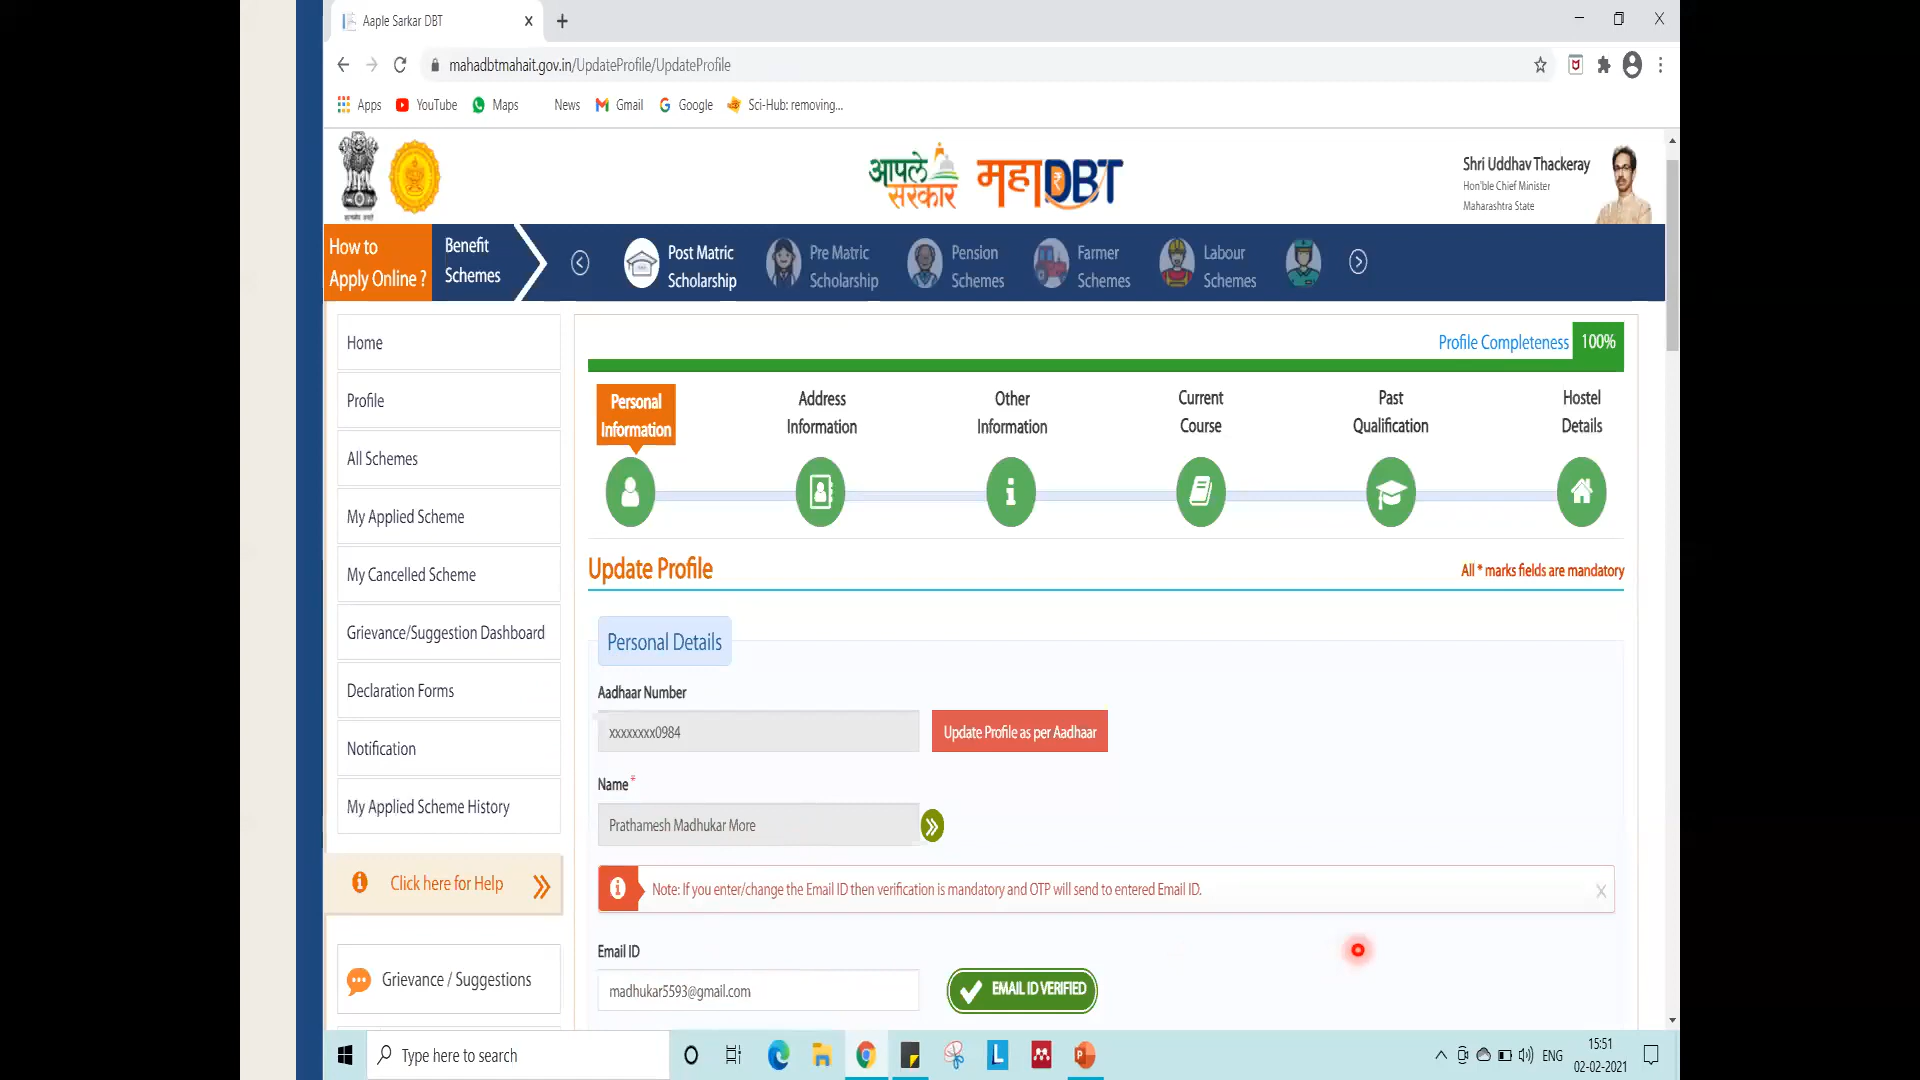 Aaple Sarkar DBT
mahadbtmahait.gov.in/UpdateProfile/UpdateProfile
Apps YouTube Maps News Gmail Google Sci-Hub: removing...
आपले
सरकार
महाDBT
Shri Uddhav Thackeray
Hon'ble Chief Minister
Maharashtra State
How to
Apply Online ?
Benefit
Schemes
Post Matric
Scholarship
Pre Matric
Scholarship
Pension
Schemes
Farmer
Schemes
Labour
Schemes
Home
Profile
All Schemes
My Applied Scheme
My Cancelled Scheme
Grievance/Suggestion Dashboard
Declaration Forms
Notification
My Applied Scheme History
Click here for Help
Grievance / Suggestions
Profile Completeness 100%
Personal
Information
Address
Information
Other
Information
Current
Course
Past
Qualification
Hostel
Details
Update Profile
All * marks fields are mandatory
Personal Details
Aadhaar Number
xxxxxxxx0984
Update Profile as per Aadhaar
Name *
Prathamesh Madhukar More
Note: If you enter/change the Email ID then verification is mandatory and OTP will send to entered Email ID.
Email ID
madhukar5593@gmail.com
EMAIL ID VERIFIED
Type here to search
ENG
15:51
02-02-2021